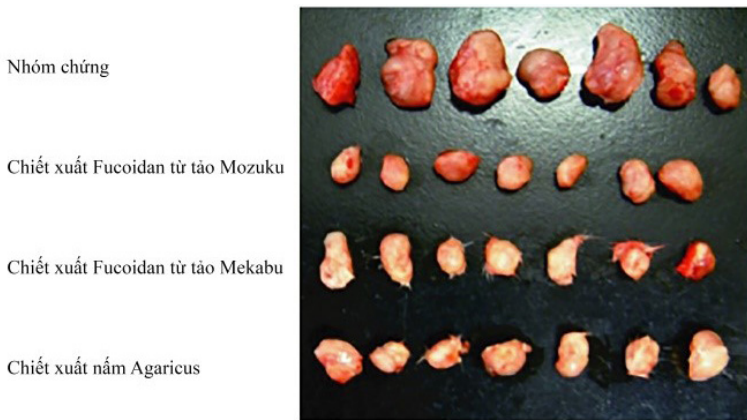 Nhóm chứng
Chiết xuất Fucoidan từ tảo Mozuku
Chiết xuất Fucoidan từ tảo Mekabu
Chiết xuất nấm Agaricus